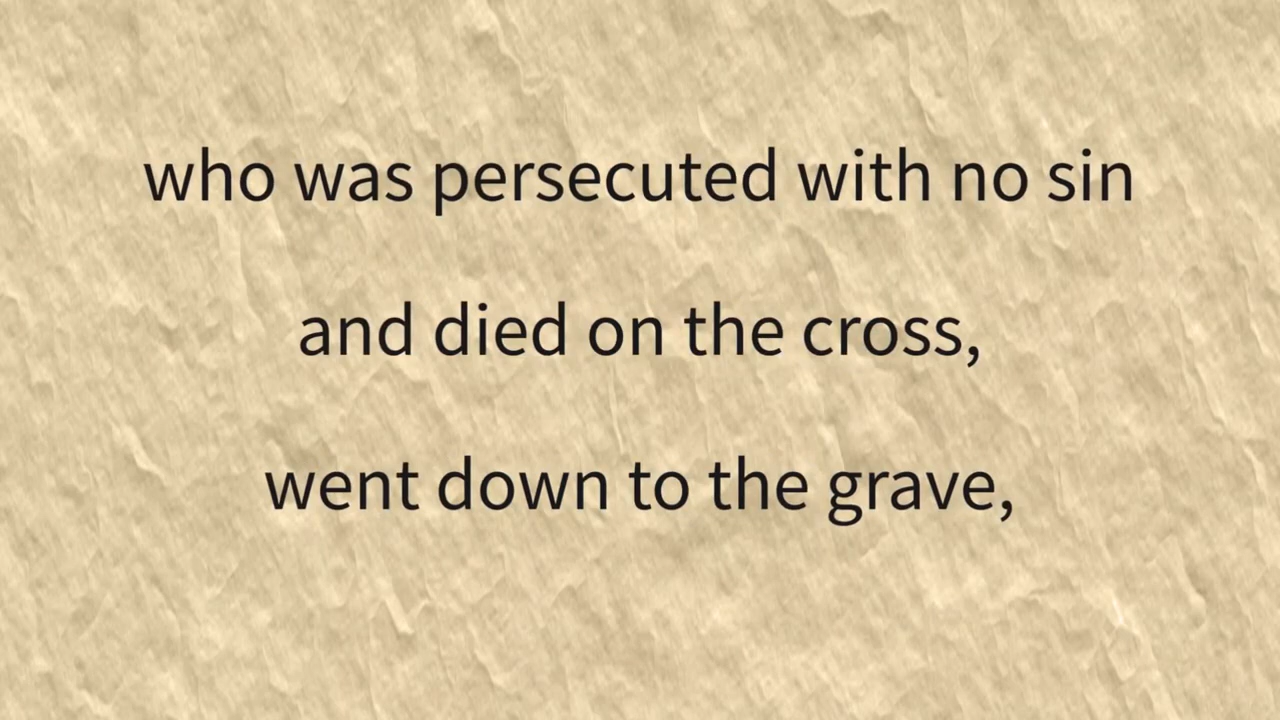 who was persecuted with no sin
and died on the cross,
went down to the grave,